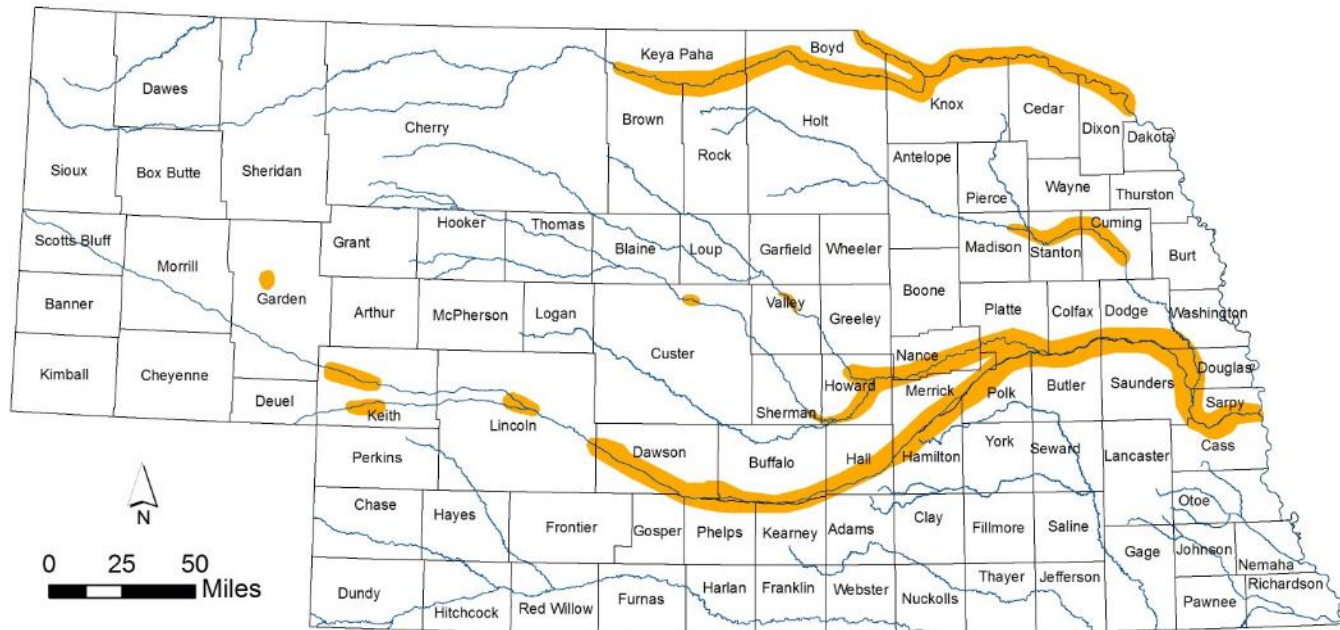 Keya Paha
Boyd
Dawes
Cherry
Brown
Rock
Holt
Knox
Cedar
Dixon
Dakota
Sioux
Box Butte
Sheridan
Antelope
Pierce
Wayne
Thurston
Scotts Bluff
Morrill
Garden
Grant
Hooker
Thomas
Blaine
Loup
Garfield
Wheeler
Madison
Stanton
Cuming
Burt
Banner
Arthur
McPherson
Logan
Custer
Valley
Greeley
Boone
Platte
Colfax
Dodge
Washington
Kimball
Cheyenne
Deuel
Keith
Lincoln
Sherman
Howard
Nance
Merrick
Polk
Butler
Saunders
Douglas
Sarpy
Perkins
Dawson
Buffalo
Hall
Hamilton
York
Seward
Lancaster
Cass
Otoe
Chase
Hayes
Frontier
Gosper
Phelps
Kearney
Adams
Clay
Fillmore
Saline
Gage
Johnson
Nemaha
Dundy
Hitchcock
Red Willow
Furnas
Harlan
Franklin
Webster
Nuckolls
Thayer
Jefferson
Pawnee
Richardson
N
0 25 50
Miles